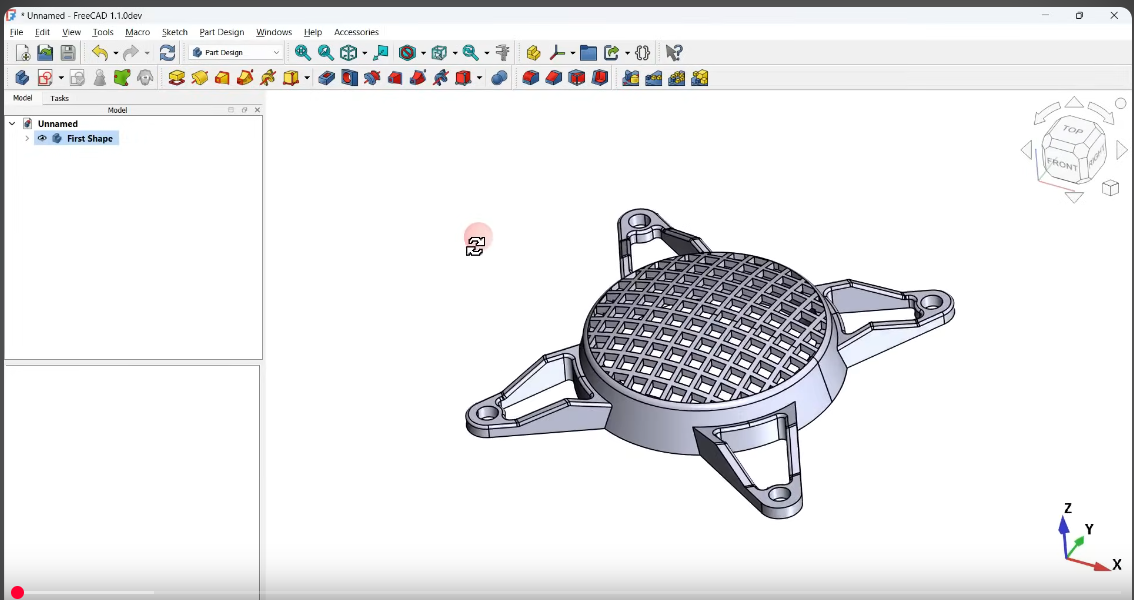 * Unnamed - FreeCAD 1.1.0dev
File Edit View Tools Macro Sketch Part Design Windows Help Accessories
Part Design
Model Tasks
Model
Unnamed
First Shape
TOP
FRONT
RIGHT
Z
Y
X